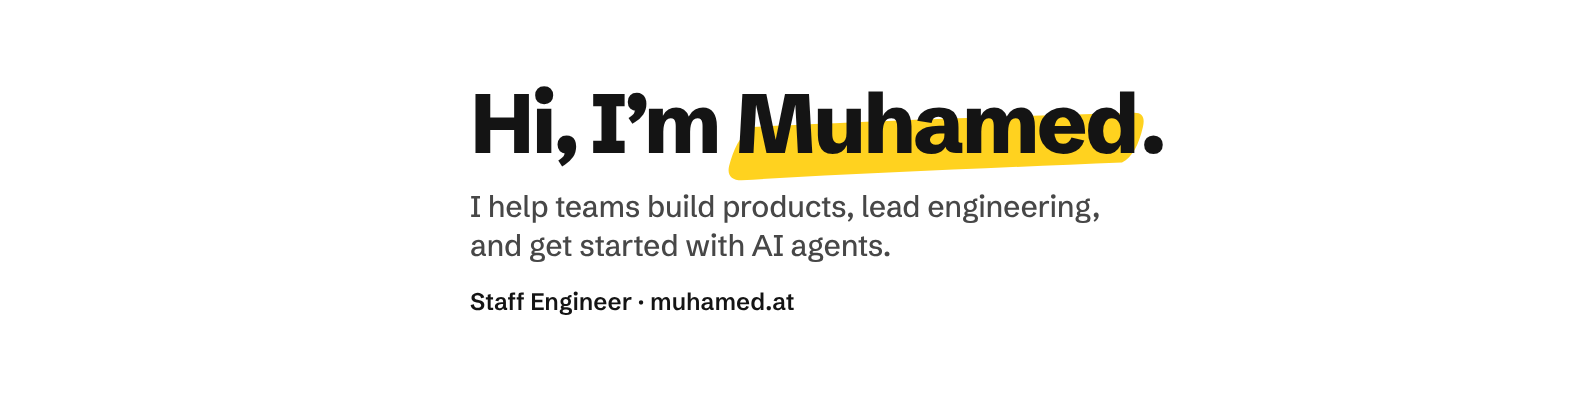 Hi, I’m Muhamed.
I help teams build products, lead engineering,
and get started with AI agents.
Staff Engineer · muhamed.at